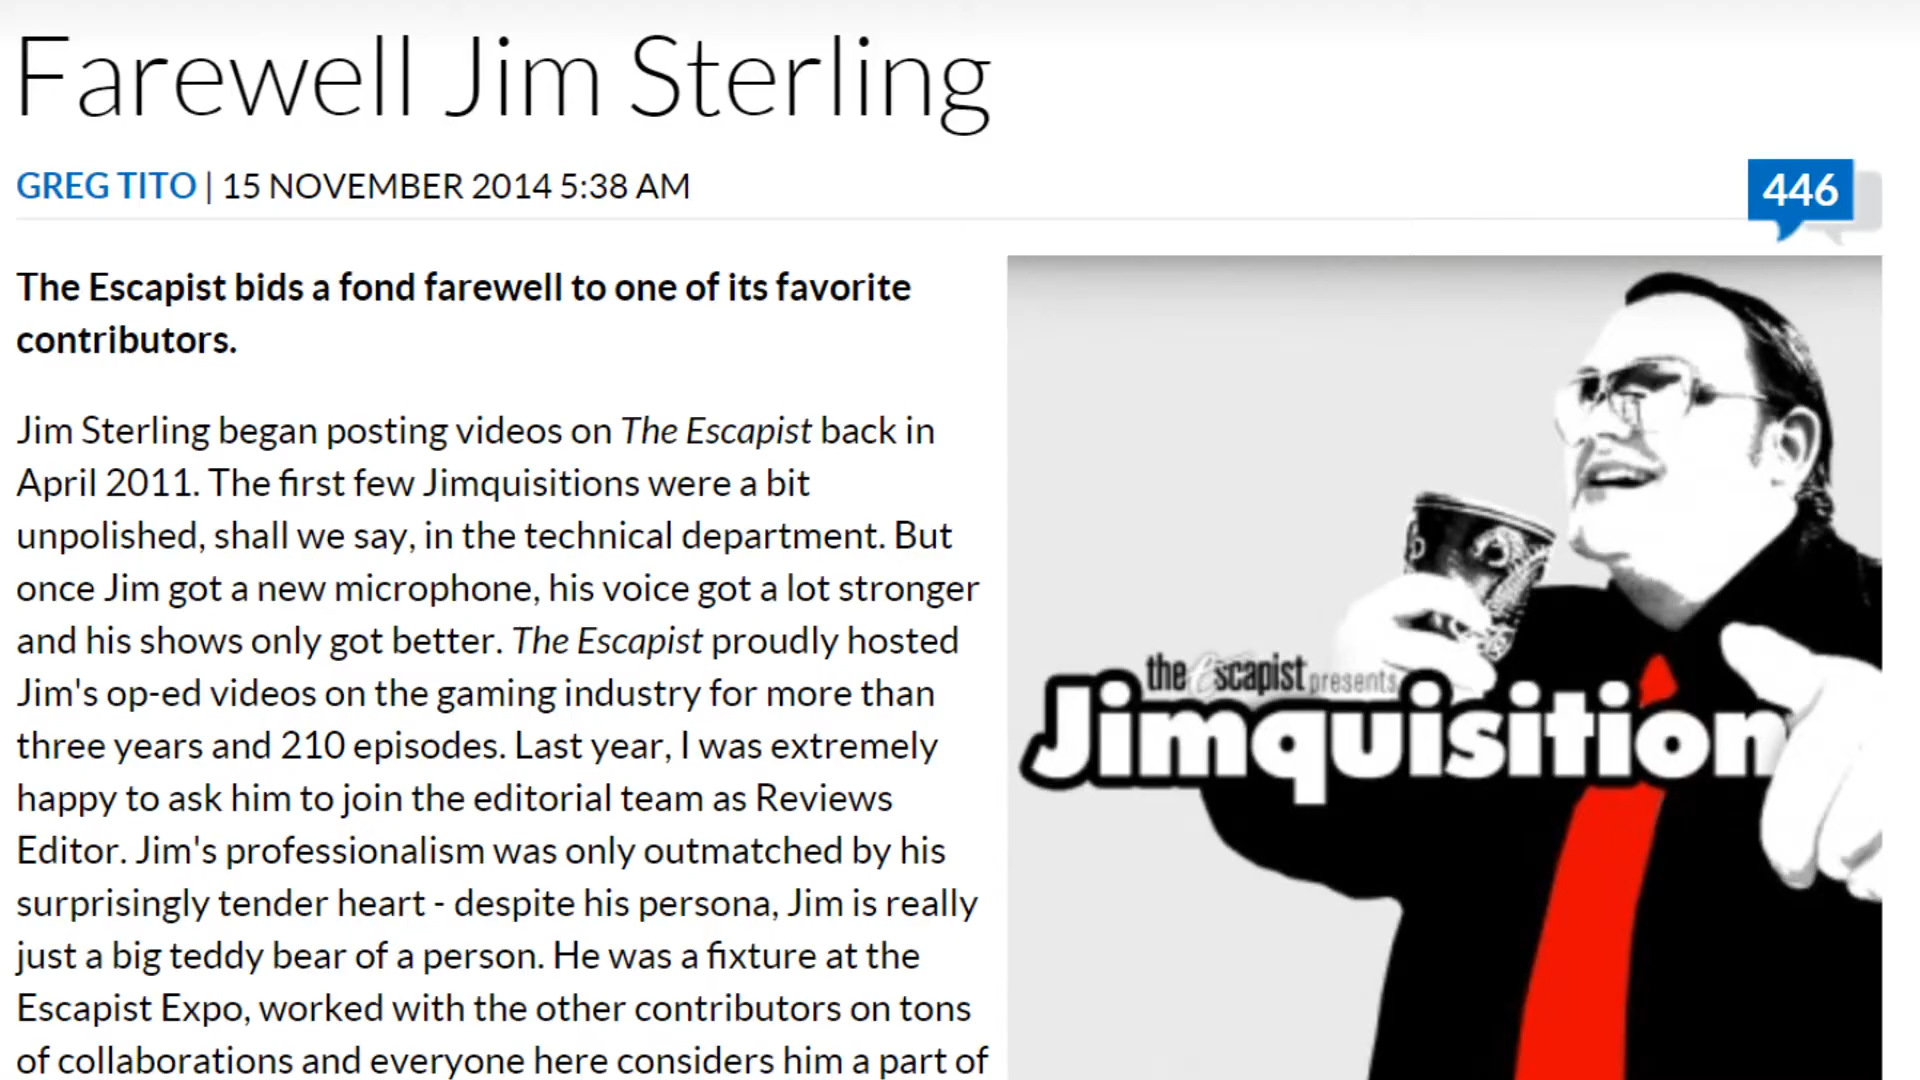 Farewell Jim Sterling
GREG TITO | 15 NOVEMBER 2014 5:38 AM
446
The Escapist bids a fond farewell to one of its favorite
contributors.
Jim Sterling began posting videos on The Escapist back in
April 2011. The first few Jimquisitions were a bit
unpolished, shall we say, in the technical department. But
once Jim got a new microphone, his voice got a lot stronger
and his shows only got better. The Escapist proudly hosted
Jim's op-ed videos on the gaming industry for more than
three years and 210 episodes. Last year, I was extremely
happy to ask him to join the editorial team as Reviews
Editor. Jim's professionalism was only outmatched by his
surprisingly tender heart - despite his persona, Jim is really
just a big teddy bear of a person. He was a fixture at the
Escapist Expo, worked with the other contributors on tons
of collaborations and everyone here considers him a part of
the escapist presents
Jimquisition